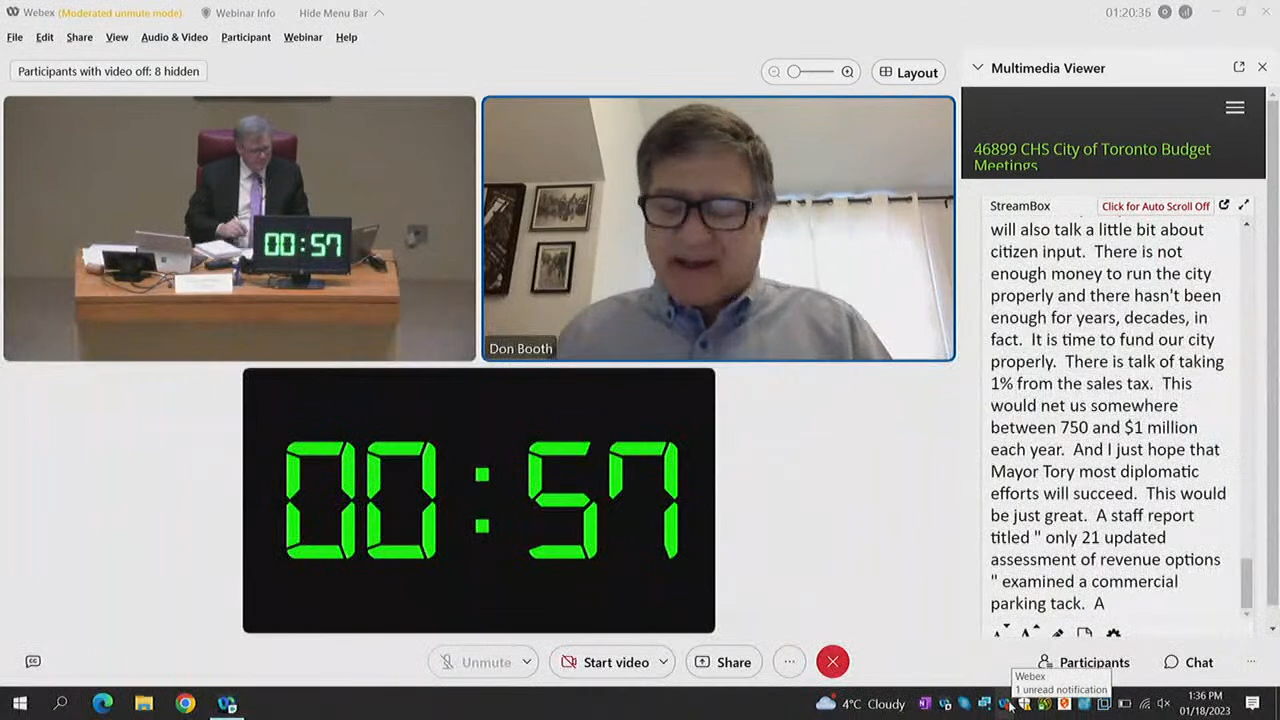 Webex (Moderated unmute mode) Webinar Info Hide Menu Bar 01:20:36
File Edit Share View Audio & Video Participant Webinar Help
Participants with video off: 8 hidden
Layout
Multimedia Viewer
46899 CHS City of Toronto Budget
Meetings
StreamBox Click for Auto Scroll Off
will also talk a little bit about
citizen input. There is not
enough money to run the city
properly and there hasn't been
enough for years, decades, in
fact. It is time to fund our city
properly. There is talk of taking
1% from the sales tax. This
would net us somewhere
between 750 and $1 million
each year. And I just hope that
Mayor Tory most diplomatic
efforts will succeed. This would
be just great. A staff report
titled " only 21 updated
assessment of revenue options
" examined a commercial
parking tack. A
00:57
Don Booth
00:57
Unmute Start video Share
Participants Chat
Webex
1 unread notification
4°C Cloudy
1:36 PM
01/18/2023